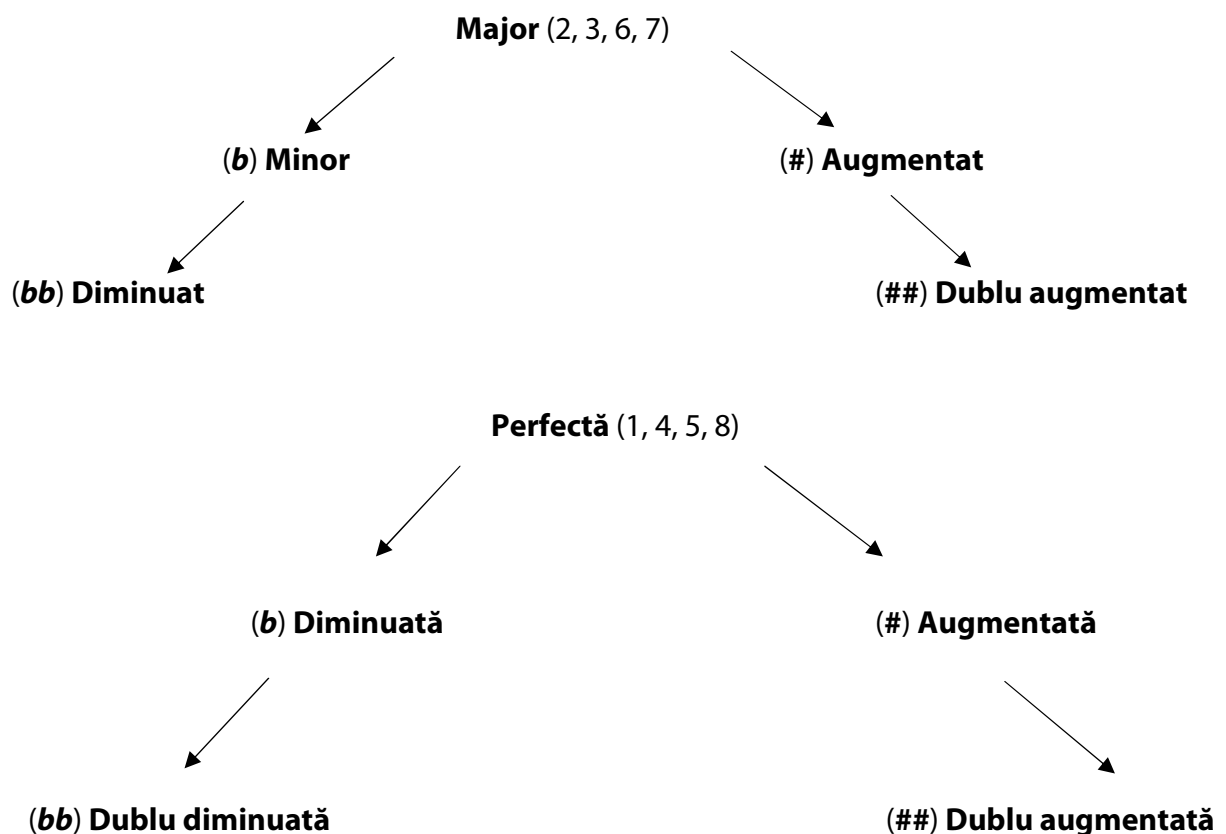 Major (2, 3, 6, 7)
(b) Minor (#) Augmentat
(bb) Diminuat (##) Dublu augmentat
Perfectă (1, 4, 5, 8)
(b) Diminuată (#) Augmentată
(bb) Dublu diminuată (##) Dublu augmentată